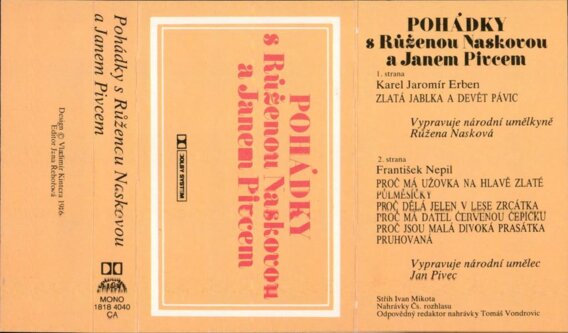 Design © Vladimír Kintera 1986
Editor Jana Řehořová
Pohádky s Růženou Naskovou
a Janem Pivcem
MONO
1818 4040
CA
POHÁDKY
s Růženou Naskovou
a Janem Pivcem
DOLBY SYSTEM
POHÁDKY
s Růženou Naskovou
a Janem Pivcem
1. strana
Karel Jaromír Erben
ZLATÁ JABLKA A DEVĚT PÁVIC
Vypravuje národní umělkyně
Růžena Nasková
2. strana
František Nepil
PROČ MÁ UŽOVKA NA HLAVĚ ZLATÉ
PŮLMĚSÍČKY
PROČ DĚLÁ JELEN V LESE ZRCÁTKA
PROČ MÁ DATEL ČERVENOU ČEPIČKU
PROČ JSOU MALÁ DIVOKÁ PRASÁTKA
PRUHOVANÁ
Vypravuje národní umělec
Jan Pivec
Střih Ivan Mikota
Nahrávky Čs. rozhlasu
Odpovědný redaktor nahrávky Tomáš Vondrovic